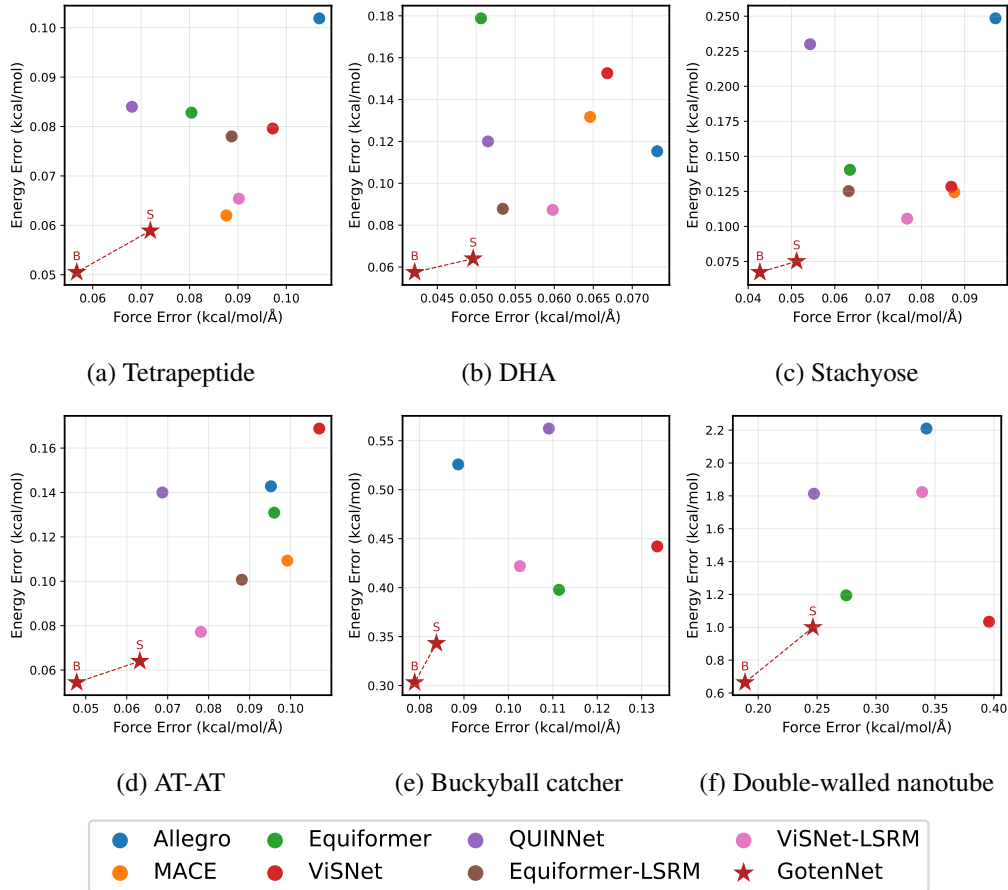 0.10
0.09
0.08
0.07
0.06
0.05
Energy Error (kcal/mol)
B
S
0.06 0.07 0.08 0.09 0.10
Force Error (kcal/mol/Å)
(a) Tetrapeptide
0.18
0.16
0.14
0.12
0.10
0.08
0.06
Energy Error (kcal/mol)
B
S
0.045 0.050 0.055 0.060 0.065 0.070
Force Error (kcal/mol/Å)
(b) DHA
0.250
0.225
0.200
0.175
0.150
0.125
0.100
0.075
Energy Error (kcal/mol)
B
S
0.04 0.05 0.06 0.07 0.08 0.09
Force Error (kcal/mol/Å)
(c) Stachyose
0.16
0.14
0.12
0.10
0.08
0.06
Energy Error (kcal/mol)
B
S
0.05 0.06 0.07 0.08 0.09 0.10
Force Error (kcal/mol/Å)
(d) AT-AT
0.55
0.50
0.45
0.40
0.35
0.30
Energy Error (kcal/mol)
B
S
0.08 0.09 0.10 0.11 0.12 0.13
Force Error (kcal/mol/Å)
(e) Buckyball catcher
2.2
2.0
1.8
1.6
1.4
1.2
1.0
0.8
0.6
Energy Error (kcal/mol)
B
S
0.20 0.25 0.30 0.35 0.40
Force Error (kcal/mol/Å)
(f) Double-walled nanotube
Allegro Equiformer QUINNet ViSNet-LSRM
MACE ViSNet Equiformer-LSRM GotenNet